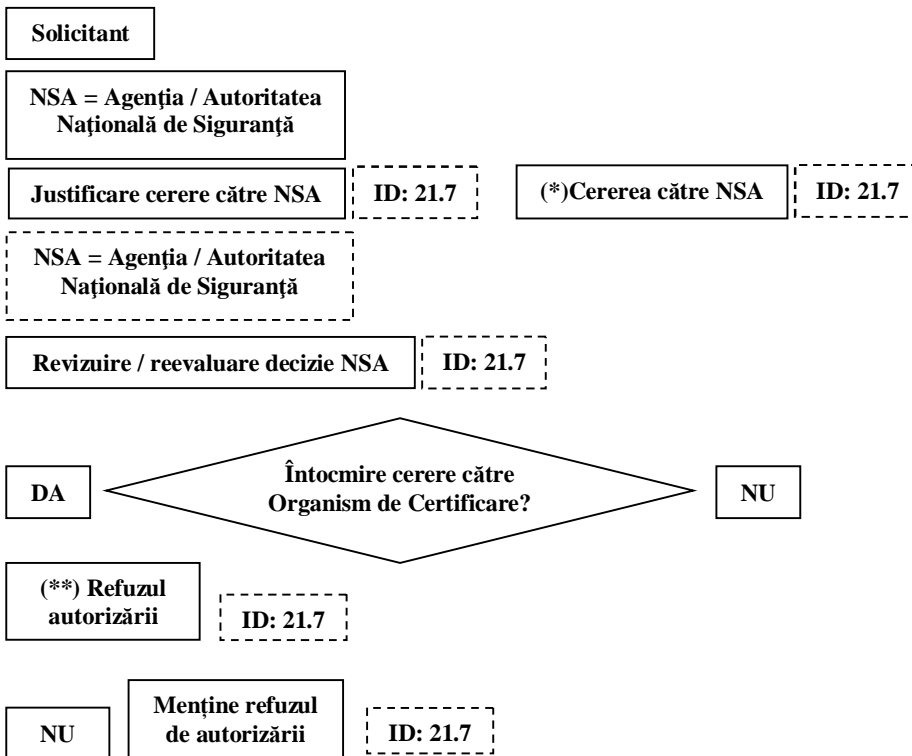 Solicitant
NSA = Agenţia / Autoritatea
Naţională de Siguranţă
Justificare cerere către NSA
ID: 21.7
(*)Cererea către NSA
ID: 21.7
NSA = Agenţia / Autoritatea
Naţională de Siguranţă
Revizuire / reevaluare decizie NSA
ID: 21.7
DA
Întocmire cerere către
Organism de Certificare?
NU
(**) Refuzul
autorizării
ID: 21.7
NU
Menține refuzul
de autorizării
ID: 21.7